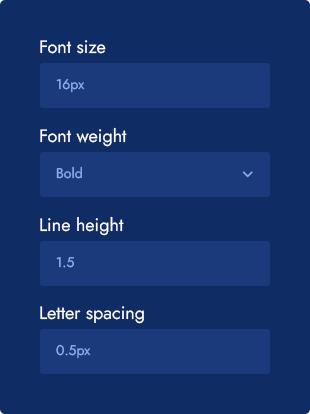 Font size
16px
Font weight
Bold
Line height
1.5
Letter spacing
0.5px